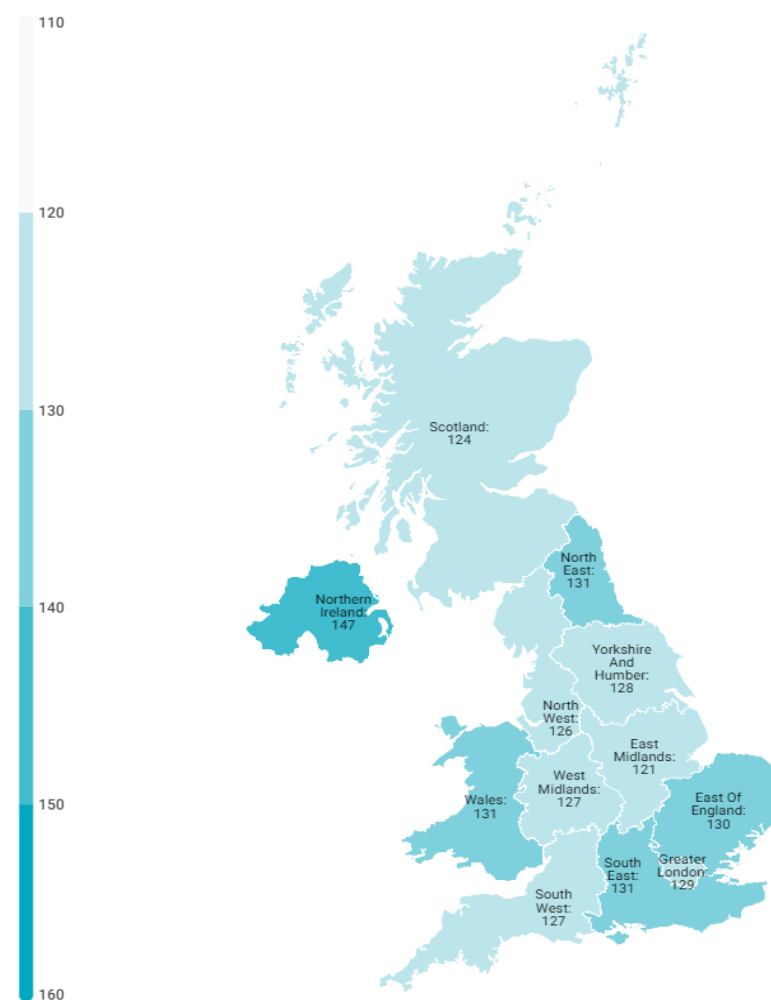 110
120
130
140
150
160
Scotland:
124
North
East:
131
Northern
Ireland:
147
Yorkshire
And
Humber:
128
North
West:
126
East
Midlands:
121
West
Midlands:
127
Wales:
131
East Of
England:
130
South
East:
131
Greater
London:
129
South
West:
127